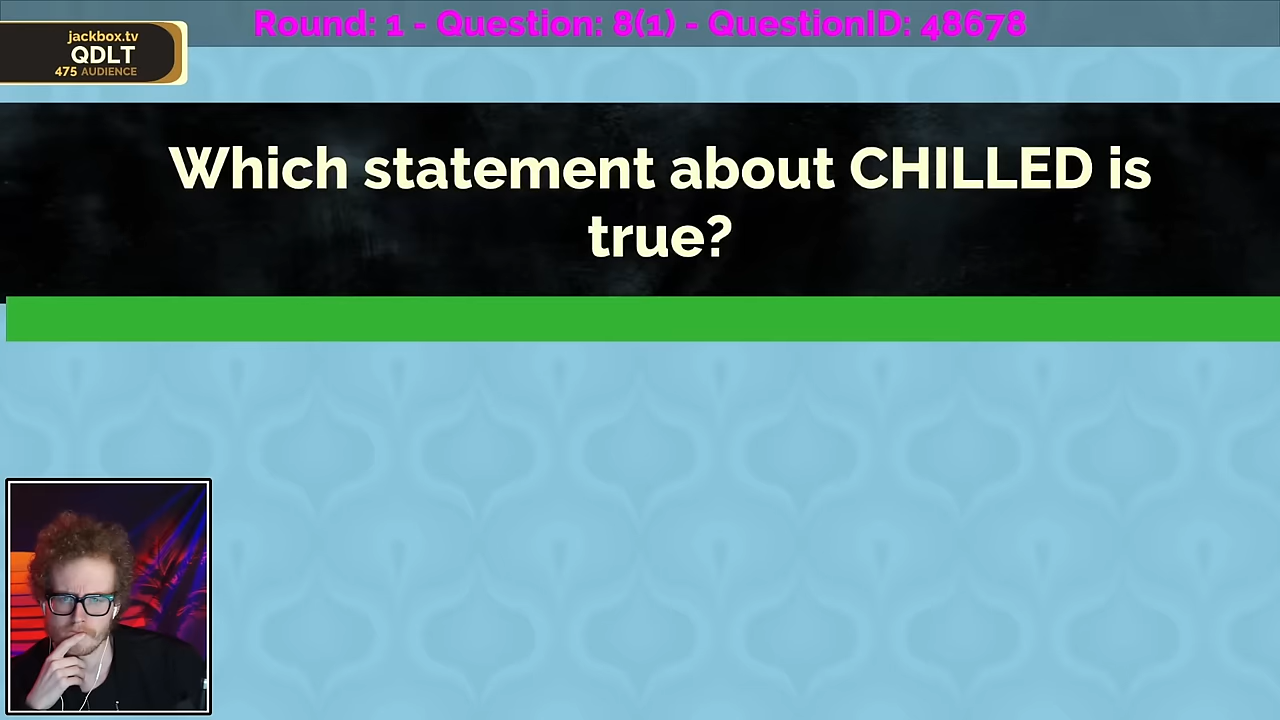 Round: 1 - Question: 8(1) - QuestionID: 48678
jackbox.tv
QDLT
475 AUDIENCE
Which statement about CHILLED is
true?